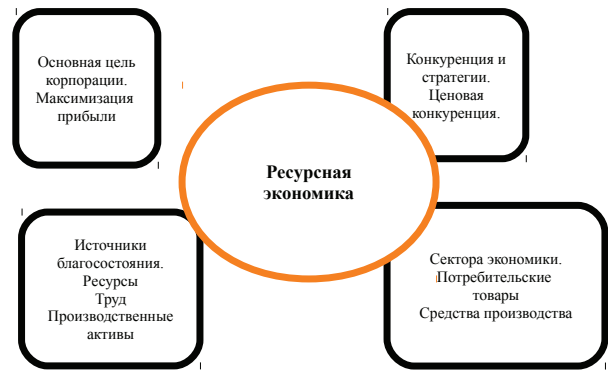 Основная цель
корпорации.
Максимизация
прибыли
Конкуренция и
стратегии.
Ценовая
конкуренция.
Ресурсная
экономика
Источники
благосостояния.
Ресурсы
Труд
Производственные
активы
Сектора экономики.
Потребительские
товары
Средства производства